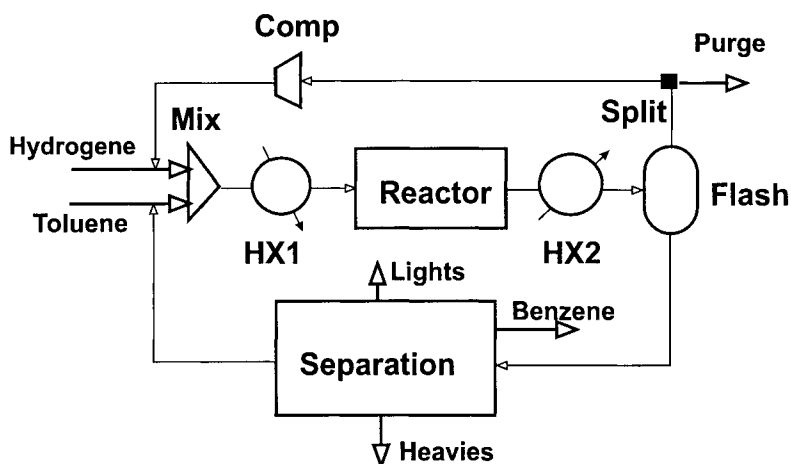 Comp
Purge
Mix
Split
Hydrogene
Toluene
Reactor
Flash
HX1
HX2
Lights
Benzene
Separation
Heavies